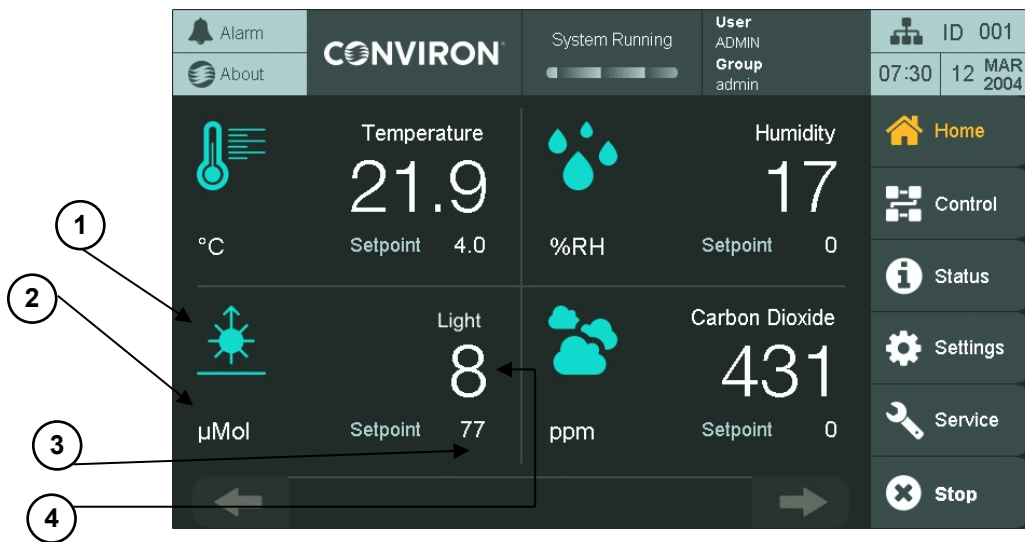 Alarm
About
CONVIRON
System Running
User
ADMIN
Group
admin
ID 001
07:30 12 MAR 2004
Temperature
21.9
°C Setpoint 4.0
Humidity
17
%RH Setpoint 0
Light
8
µMol Setpoint 77
Carbon Dioxide
431
ppm Setpoint 0
Home
Control
Status
Settings
Service
Stop
1
2
3
4